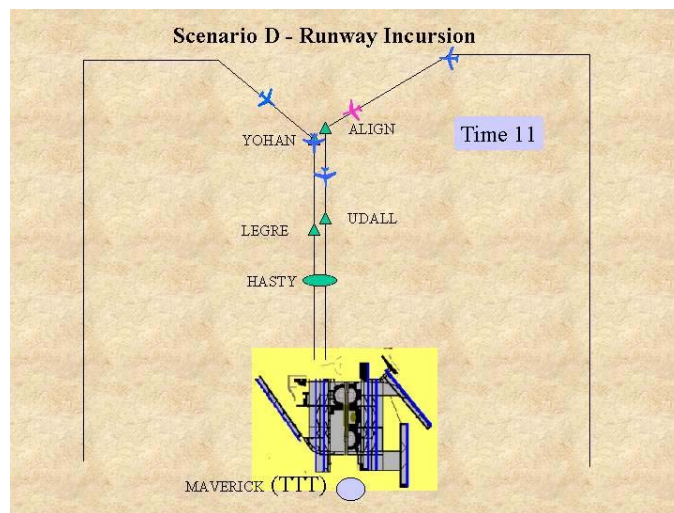 Scenario D - Runway Incursion
ALIGN
YOHAN
Time 11
UDALL
LEGRE
HASTY
MAVERICK (TTT)